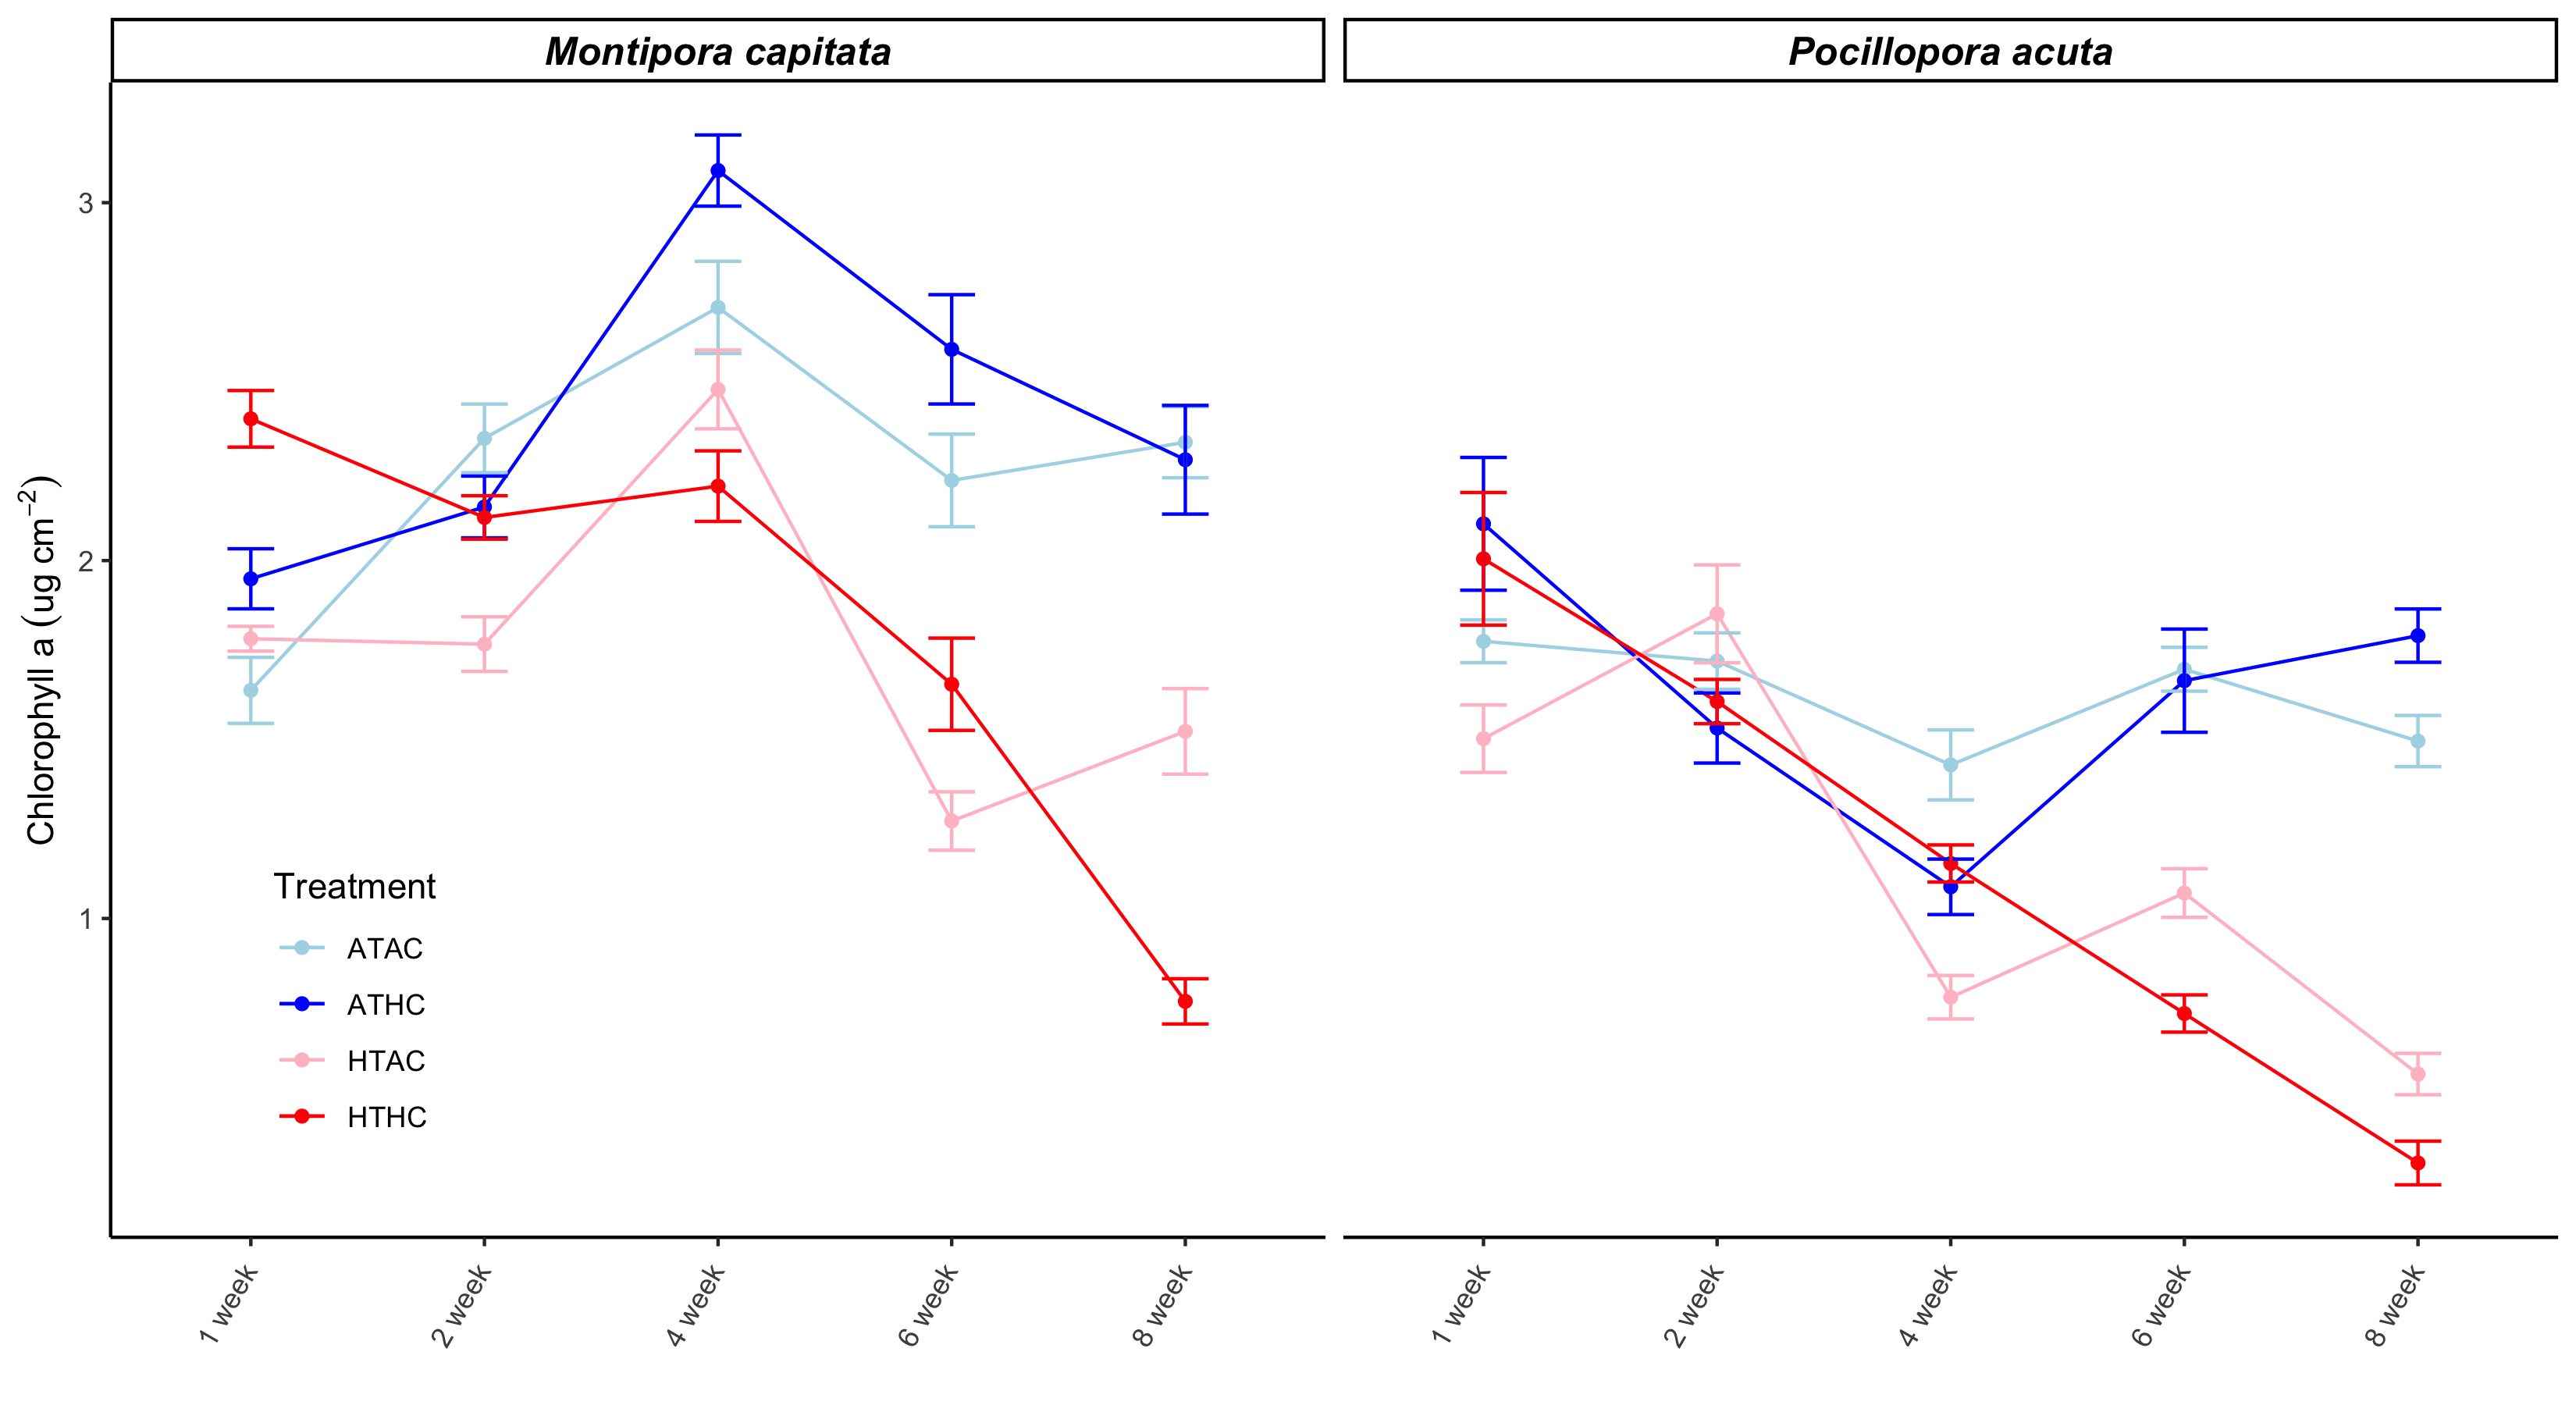 Montipora capitata
Pocillopora acuta
Chlorophyll a (ug cm⁻²)
3
2
1
Treatment
ATAC
ATHC
HTAC
HTHC
1 week
2 week
4 week
6 week
8 week
1 week
2 week
4 week
6 week
8 week